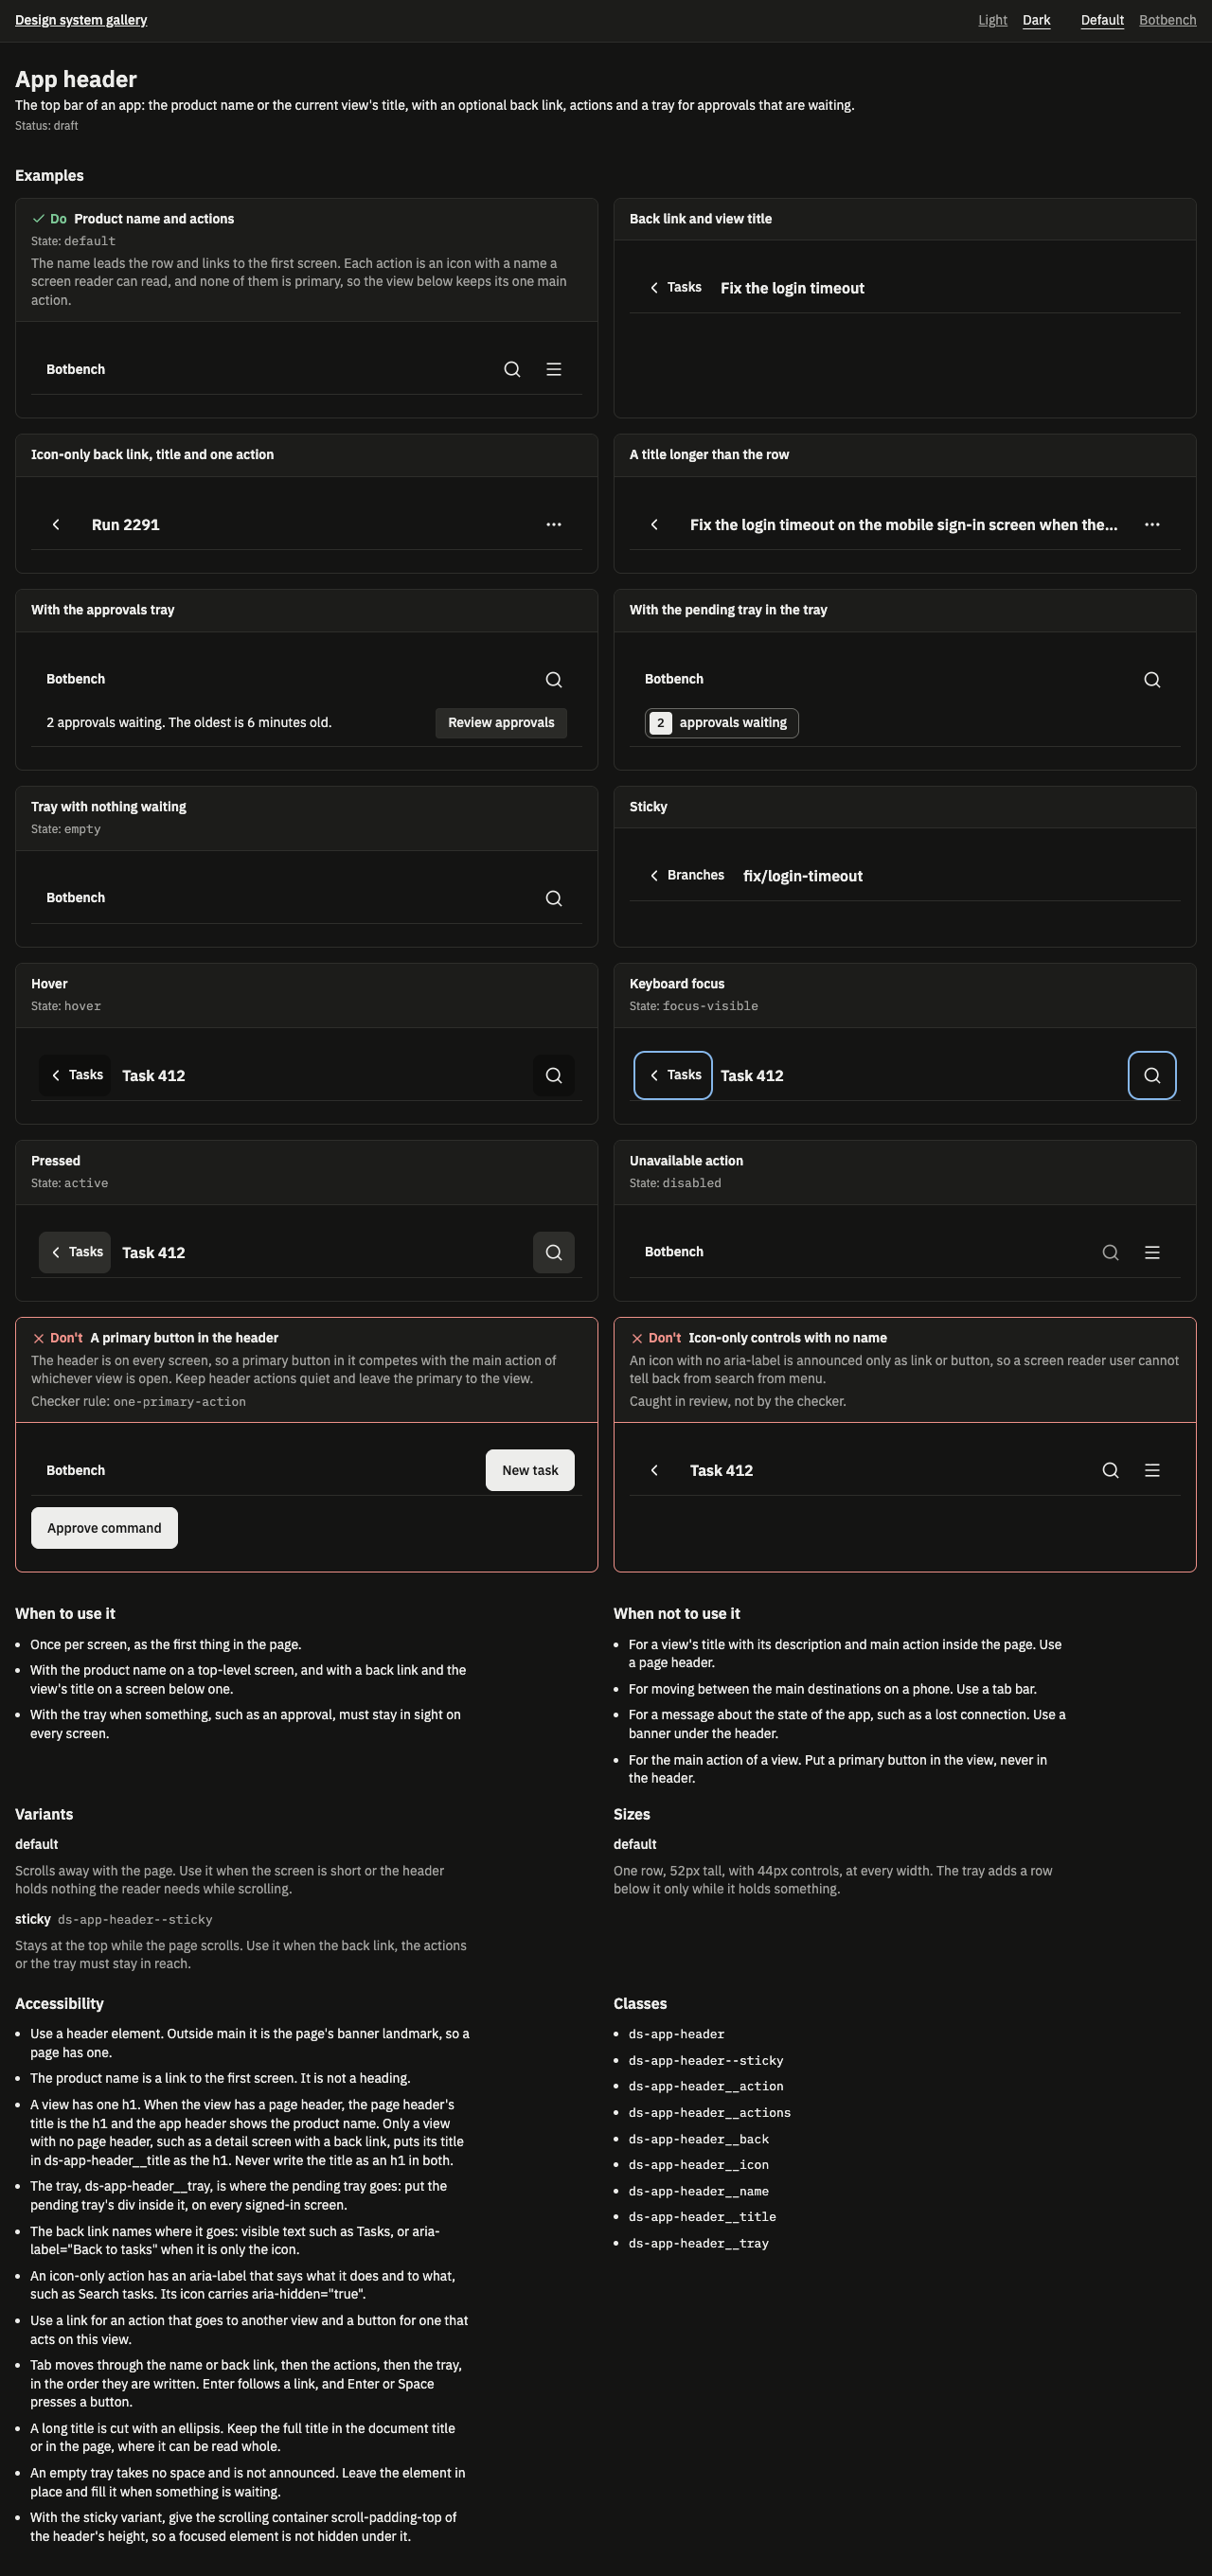 Design system gallery
Light Dark Default Botbench
App header
The top bar of an app: the product name or the current view's title, with an optional back link, actions and a tray for approvals that are waiting.
Status: draft
Examples
Do Product name and actions
State: default
The name leads the row and links to the first screen. Each action is an icon with a name a
screen reader can read, and none of them is primary, so the view below keeps its one main
action.
Botbench
Back link and view title
Tasks Fix the login timeout
Icon-only back link, title and one action
Run 2291
A title longer than the row
Fix the login timeout on the mobile sign-in screen when the...
With the approvals tray
Botbench
2 approvals waiting. The oldest is 6 minutes old.
Review approvals
With the pending tray in the tray
Botbench
2 approvals waiting
Tray with nothing waiting
State: empty
Botbench
Sticky
Branches fix/login-timeout
Hover
State: hover
Tasks Task 412
Keyboard focus
State: focus-visible
Tasks Task 412
Pressed
State: active
Tasks Task 412
Unavailable action
State: disabled
Botbench
Don't A primary button in the header
The header is on every screen, so a primary button in it competes with the main action of
whichever view is open. Keep header actions quiet and leave the primary to the view.
Checker rule: one-primary-action
Botbench
New task
Approve command
Don't Icon-only controls with no name
An icon with no aria-label is announced only as link or button, so a screen reader user cannot
tell back from search from menu.
Caught in review, not by the checker.
Task 412
When to use it
Once per screen, as the first thing in the page.
With the product name on a top-level screen, and with a back link and the
view's title on a screen below one.
With the tray when something, such as an approval, must stay in sight on
every screen.
When not to use it
For a view's title with its description and main action inside the page. Use
a page header.
For moving between the main destinations on a phone. Use a tab bar.
For a message about the state of the app, such as a lost connection. Use a
banner under the header.
For the main action of a view. Put a primary button in the view, never in
the header.
Variants
default
Scrolls away with the page. Use it when the screen is short or the header
holds nothing the reader needs while scrolling.
sticky ds-app-header--sticky
Stays at the top while the page scrolls. Use it when the back link, the actions
or the tray must stay in reach.
Sizes
default
One row, 52px tall, with 44px controls, at every width. The tray adds a row
below it only while it holds something.
Accessibility
Use a header element. Outside main it is the page's banner landmark, so a
page has one.
The product name is a link to the first screen. It is not a heading.
A view has one h1. When the view has a page header, the page header's
title is the h1 and the app header shows the product name. Only a view
with no page header, such as a detail screen with a back link, puts its title
in ds-app-header__title as the h1. Never write the title as an h1 in both.
The tray, ds-app-header__tray, is where the pending tray goes: put the
pending tray's div inside it, on every signed-in screen.
The back link names where it goes: visible text such as Tasks, or aria-
label="Back to tasks" when it is only the icon.
An icon-only action has an aria-label that says what it does and to what,
such as Search tasks. Its icon carries aria-hidden="true".
Use a link for an action that goes to another view and a button for one that
acts on this view.
Tab moves through the name or back link, then the actions, then the tray,
in the order they are written. Enter follows a link, and Enter or Space
presses a button.
A long title is cut with an ellipsis. Keep the full title in the document title
or in the page, where it can be read whole.
An empty tray takes no space and is not announced. Leave the element in
place and fill it when something is waiting.
With the sticky variant, give the scrolling container scroll-padding-top of
the header's height, so a focused element is not hidden under it.
Classes
ds-app-header
ds-app-header--sticky
ds-app-header__action
ds-app-header__actions
ds-app-header__back
ds-app-header__icon
ds-app-header__name
ds-app-header__title
ds-app-header__tray